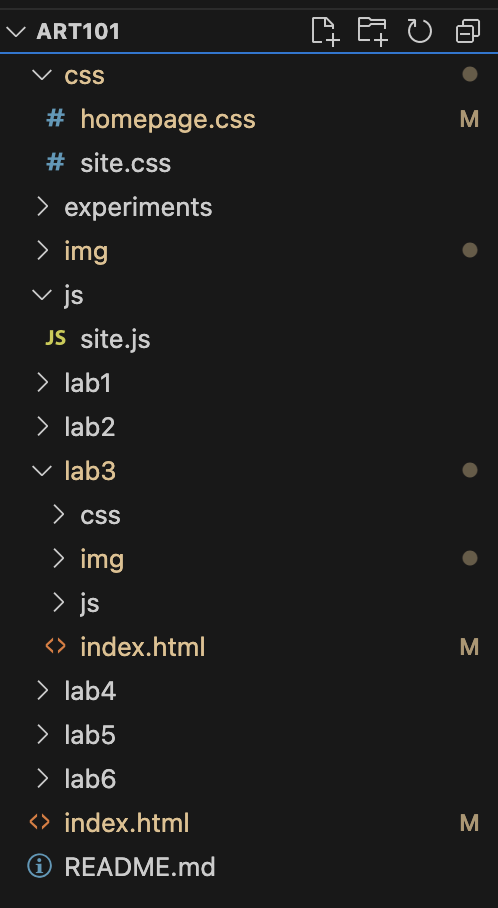 ART101
css
# homepage.css M
# site.css
experiments
img
js
JS site.js
lab1
lab2
lab3
css
img
js
<> index.html M
lab4
lab5
lab6
<> index.html M
README.md